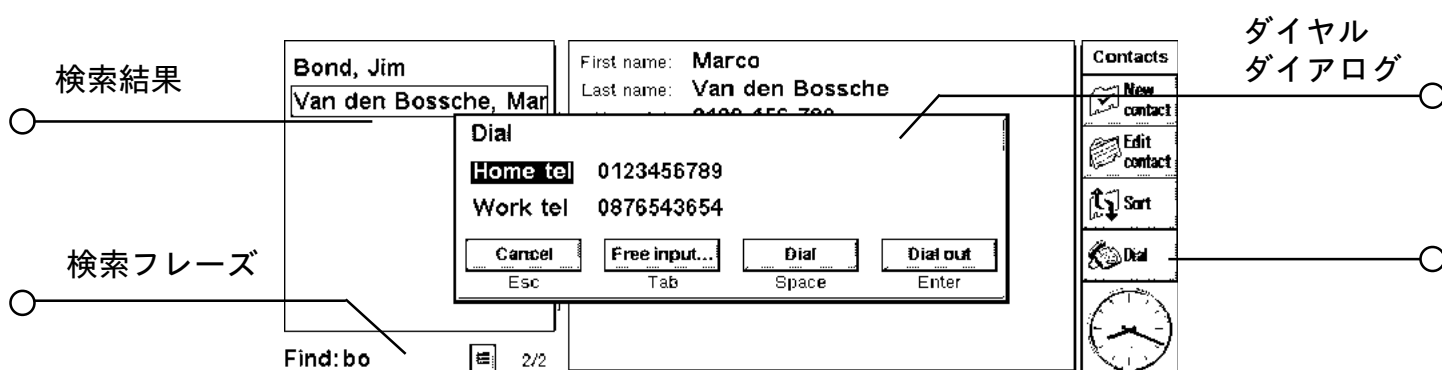 検索結果
検索フレーズ
Bond, Jim
Van den Bossche, Mar
Find:bo
2/2
First name: Marco
Last name: Van den Bossche
Dial
Home tel 0123456789
Work tel 0876543654
Cancel Free input... Dial Dial out
Esc Tab Space Enter
Contacts
New
contact
Edit
contact
Sort
Dial
ダイヤル
ダイアログ